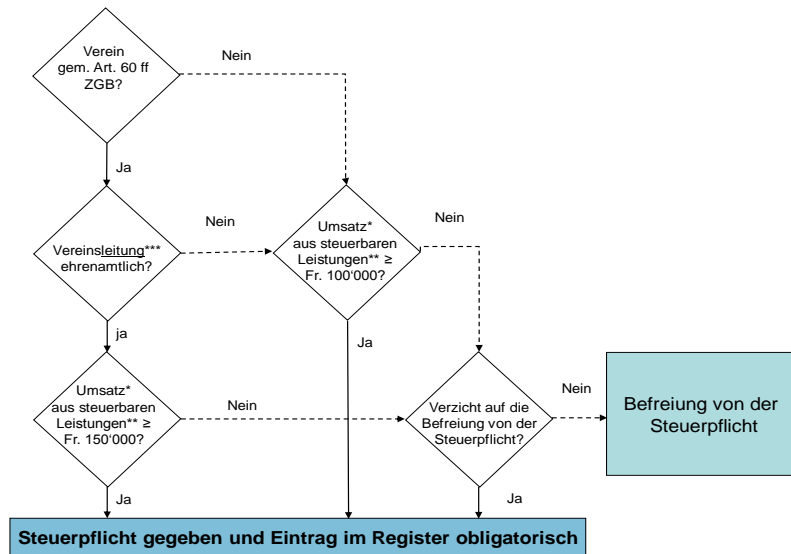 Verein
gem. Art. 60 ff
ZGB?
Nein
Ja
Vereinsleitung***
ehrenamtlich?
Nein
Umsatz*
aus steuerbaren
Leistungen** ≥
Fr. 100‘000?
Nein
ja
Ja
Umsatz*
aus steuerbaren
Leistungen** ≥
Fr. 150‘000?
Nein
Verzicht auf die
Befreiung von der
Steuerpflicht?
Nein
Befreiung von der
Steuerpflicht
Ja
Ja
Steuerpflicht gegeben und Eintrag im Register obligatorisch